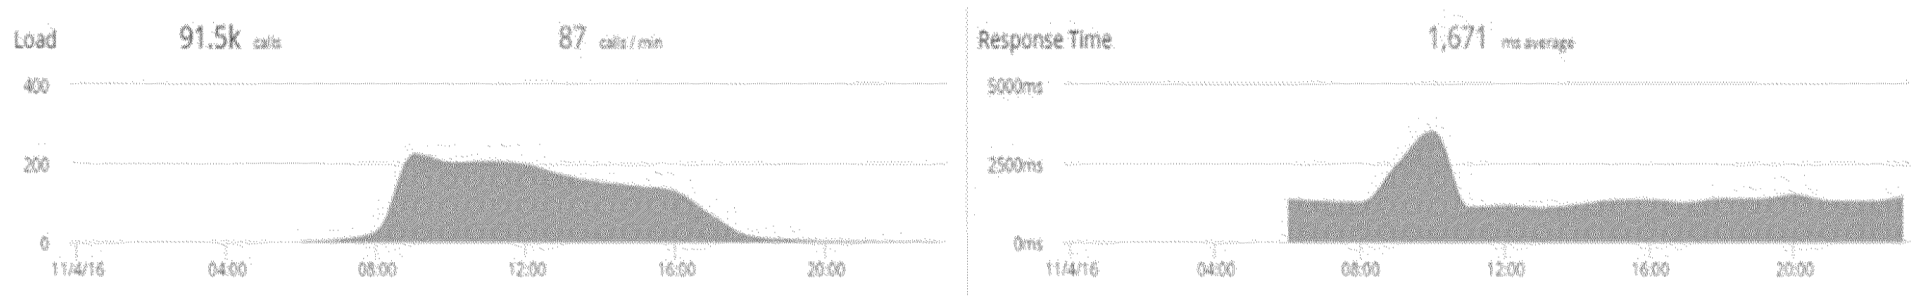 Load 91.5k calls 87 calls / min
400
200
0
11/4/16 04:00 08:00 12:00 16:00 20:00
Response Time 1,671 ms average
5000ms
2500ms
0ms
11/4/16 04:00 08:00 12:00 16:00 20:00